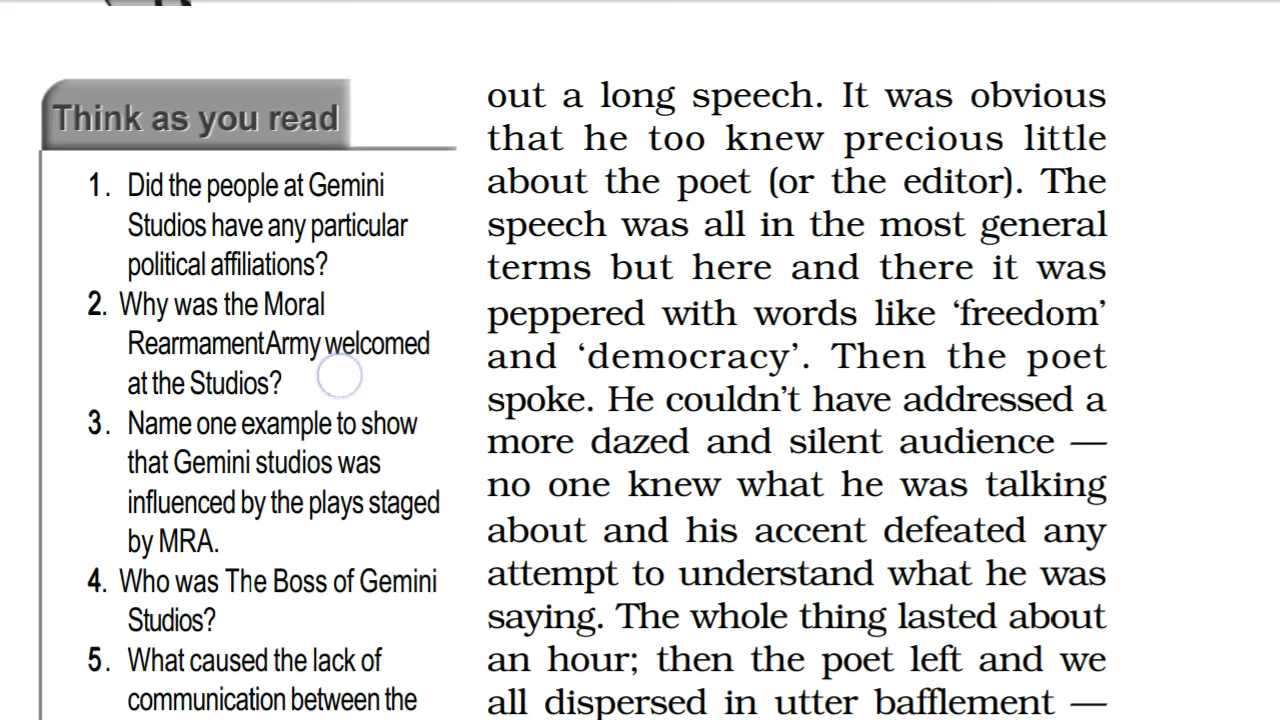 Think as you read
1. Did the people at Gemini
Studios have any particular
political affiliations?
2. Why was the Moral
Rearmament Army welcomed
at the Studios?
3. Name one example to show
that Gemini studios was
influenced by the plays staged
by MRA.
4. Who was The Boss of Gemini
Studios?
5. What caused the lack of
communication between the
out a long speech. It was obvious
that he too knew precious little
about the poet (or the editor). The
speech was all in the most general
terms but here and there it was
peppered with words like ‘freedom’
and ‘democracy’. Then the poet
spoke. He couldn’t have addressed a
more dazed and silent audience —
no one knew what he was talking
about and his accent defeated any
attempt to understand what he was
saying. The whole thing lasted about
an hour; then the poet left and we
all dispersed in utter bafflement —